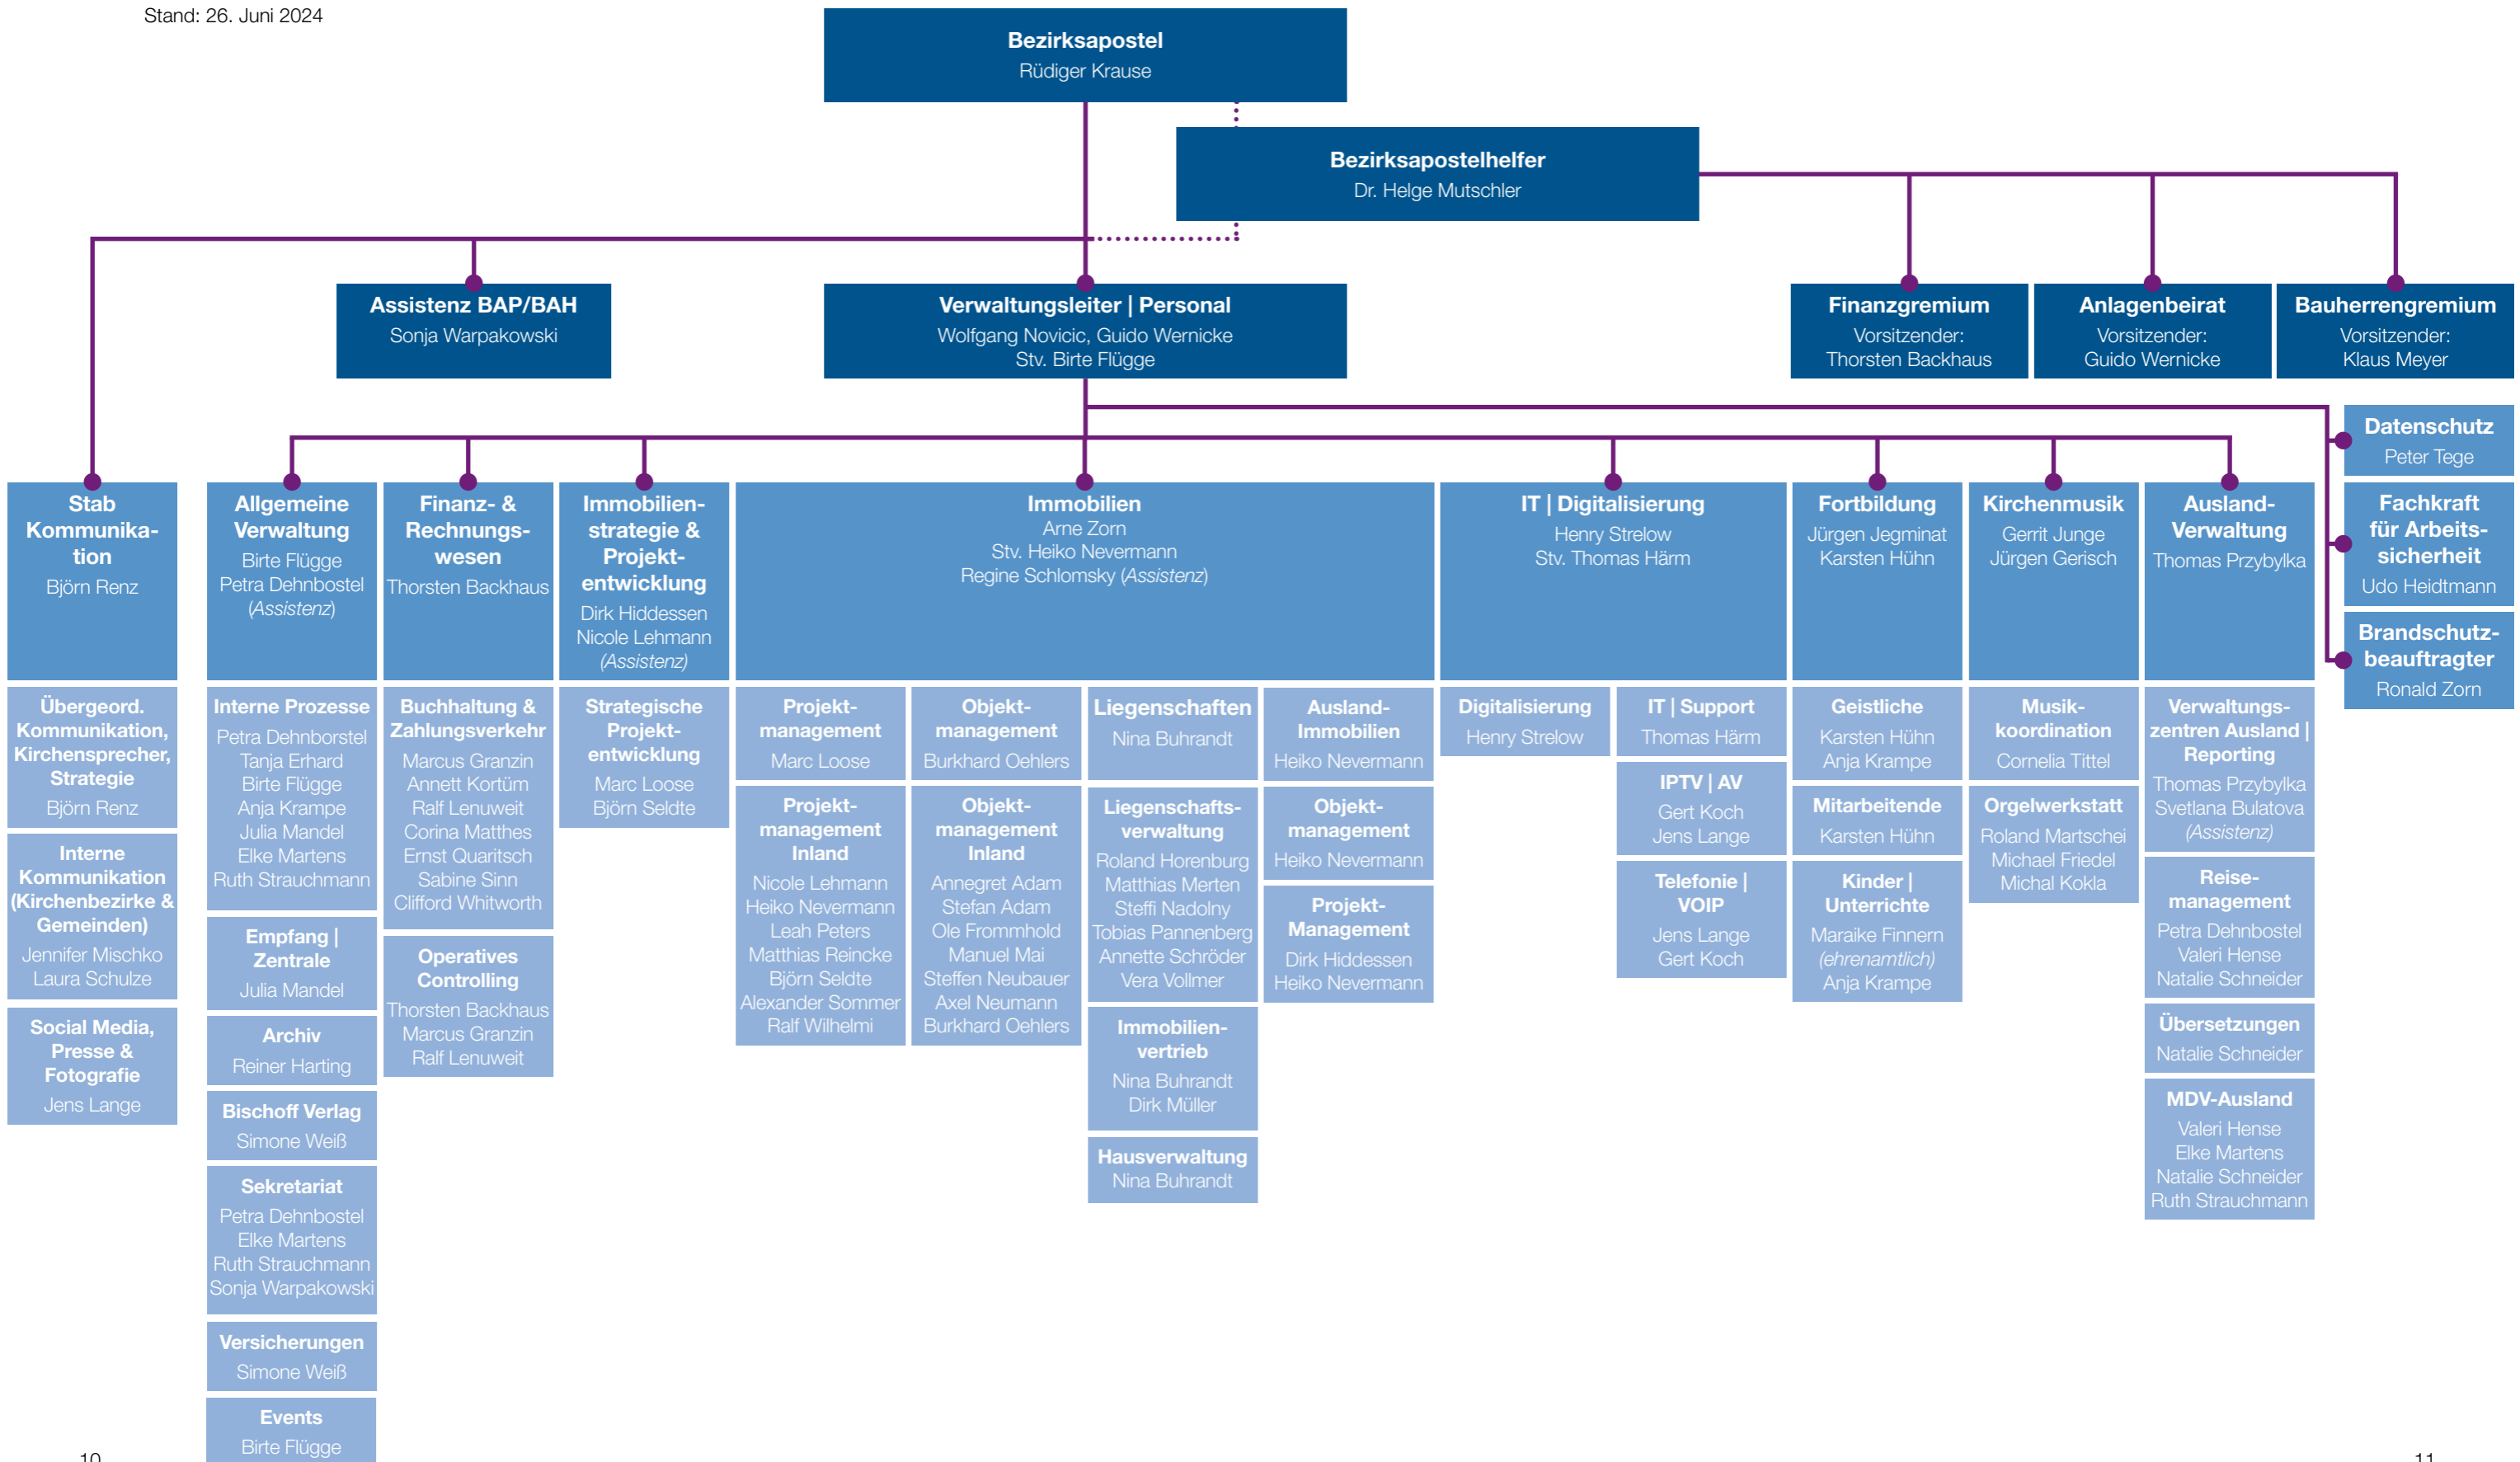 Stand: 26. Juni 2024
Bezirksapostel
Rüdiger Krause
Bezirksapostelhelfer
Dr. Helge Mutschler
Assistenz BAP/BAH
Sonja Warpakowski
Verwaltungsleiter | Personal
Wolfgang Novicic, Guido Wernicke
Stv. Birte Flügge
Finanzgremium
Vorsitzender:
Thorsten Backhaus
Anlagenbeirat
Vorsitzender:
Guido Wernicke
Bauherrengremium
Vorsitzender:
Klaus Meyer
Datenschutz
Peter Tege
Fachkraft
für Arbeits-
sicherheit
Udo Heidtmann
Brandschutz-
beauftragter
Ronald Zorn
Stab
Kommunika-
tion
Björn Renz
Übergeord.
Kommunikation,
Kirchensprecher,
Strategie
Björn Renz
Interne
Kommunikation
(Kirchenbezirke &
Gemeinden)
Jennifer Mischko
Laura Schulze
Social Media,
Presse &
Fotografie
Jens Lange
Allgemeine
Verwaltung
Birte Flügge
Petra Dehnbostel
(Assistenz)
Interne Prozesse
Petra Dehnborstel
Tanja Erhard
Birte Flügge
Anja Krampe
Julia Mandel
Elke Martens
Ruth Strauchmann
Empfang |
Zentrale
Julia Mandel
Archiv
Reiner Harting
Bischoff Verlag
Simone Weiß
Sekretariat
Petra Dehnbostel
Elke Martens
Ruth Strauchmann
Sonja Warpakowski
Versicherungen
Simone Weiß
Events
Birte Flügge
Finanz- &
Rechnungs-
wesen
Thorsten Backhaus
Buchhaltung &
Zahlungsverkehr
Marcus Granzin
Annett Kortüm
Ralf Lenuweit
Corina Matthes
Ernst Quaritsch
Sabine Sinn
Clifford Whitworth
Operatives
Controlling
Thorsten Backhaus
Marcus Granzin
Ralf Lenuweit
Immobilien-
strategie &
Projekt-
entwicklung
Dirk Hiddessen
Nicole Lehmann
(Assistenz)
Strategische
Projekt-
entwicklung
Marc Loose
Björn Seldte
Immobilien
Arne Zorn
Stv. Heiko Nevermann
Regine Schlomsky (Assistenz)
Projekt-
management
Marc Loose
Projekt-
management
Inland
Nicole Lehmann
Heiko Nevermann
Leah Peters
Matthias Reincke
Björn Seldte
Alexander Sommer
Ralf Wilhelmi
Objekt-
management
Burkhard Oehlers
Objekt-
management
Inland
Annegret Adam
Stefan Adam
Ole Frommhold
Manuel Mai
Steffen Neubauer
Axel Neumann
Burkhard Oehlers
Liegenschaften
Nina Buhrandt
Liegenschafts-
verwaltung
Roland Horenburg
Matthias Merten
Steffi Nadolny
Tobias Pannenberg
Annette Schröder
Vera Vollmer
Immobilien-
vertrieb
Nina Buhrandt
Dirk Müller
Hausverwaltung
Nina Buhrandt
Ausland-
Immobilien
Heiko Nevermann
Objekt-
management
Heiko Nevermann
Projekt-
Management
Dirk Hiddessen
Heiko Nevermann
IT | Digitalisierung
Henry Strelow
Stv. Thomas Härm
Digitalisierung
Henry Strelow
IT | Support
Thomas Härm
IPTV | AV
Gert Koch
Jens Lange
Telefonie |
VOIP
Jens Lange
Gert Koch
Fortbildung
Jürgen Jegminat
Karsten Hühn
Geistliche
Karsten Hühn
Anja Krampe
Mitarbeitende
Karsten Hühn
Kinder |
Unterrichte
Maraike Finnern
(ehrenamtlich)
Anja Krampe
Kirchenmusik
Gerrit Junge
Jürgen Gerisch
Musik-
koordination
Cornelia Tittel
Orgelwerkstatt
Roland Martschei
Michael Friedel
Michal Kokla
Ausland-
Verwaltung
Thomas Przybylka
Verwaltungs-
zentren Ausland |
Reporting
Thomas Przybylka
Svetlana Bulatova
(Assistenz)
Reise-
management
Petra Dehnbostel
Valeri Hense
Natalie Schneider
Übersetzungen
Natalie Schneider
MDV-Ausland
Valeri Hense
Elke Martens
Natalie Schneider
Ruth Strauchmann
10
11